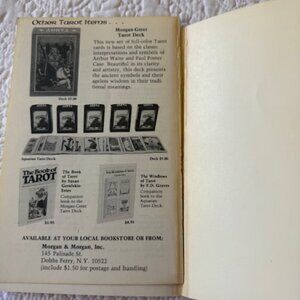 Other Tarot Items...
Morgan-Greer
Tarot Deck
This new set of full-color Tarot
cards is based on the classic
interpretations and symbols of
Arthur Waite and Paul Foster
Case. Beautiful in its clarity
and artistry, this deck presents
the ancient symbols and their
ageless wisdom in their tradi-
tional meanings.
Deck $7.00
Aquarian Tarot Deck
Deck $7.00
The Book of
TAROT
$3.95
The Book
of Tarot
by Susan
Gerulskis-
Estes
Companion
book to the
Morgan-Greer
Tarot Deck
$4.95
The Windows
of Tarot
by F.D. Graves
Companion
book to the
Aquarian
Tarot Deck
AVAILABLE AT YOUR LOCAL BOOKSTORE OR FROM:
Morgan & Morgan, Inc.
145 Palisade St.
Dobbs Ferry, N.Y. 10522
(include $1.50 for postage and handling)